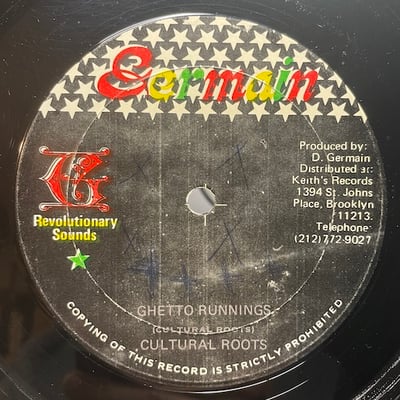 Germain
G
Revolutionary
Sounds
Produced by:
D. Germain
Distributed at:
Keith's Records
1394 St. Johns
Place, Brooklyn
11213.
Telephone:
(212)772-9027
GHETTO RUNNINGS
(CULTURAL ROOTS)
CULTURAL ROOTS
COPYING OF THIS RECORD IS STRICTLY PROHIBITED